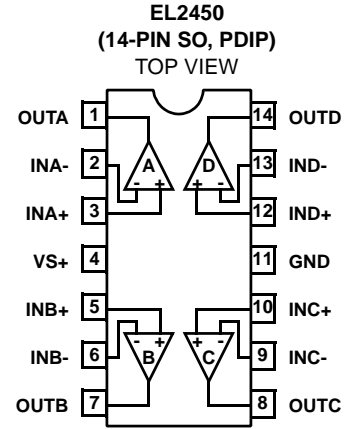 EL2450
(14-PIN SO, PDIP)
TOP VIEW
OUTA 1 14 OUTD
INA- 2 A D 13 IND-
- + + -
INA+ 3 12 IND+
VS+ 4 11 GND
INB+ 5 10 INC+
- + + -
INB- 6 B C 9 INC-
OUTB 7 8 OUTC